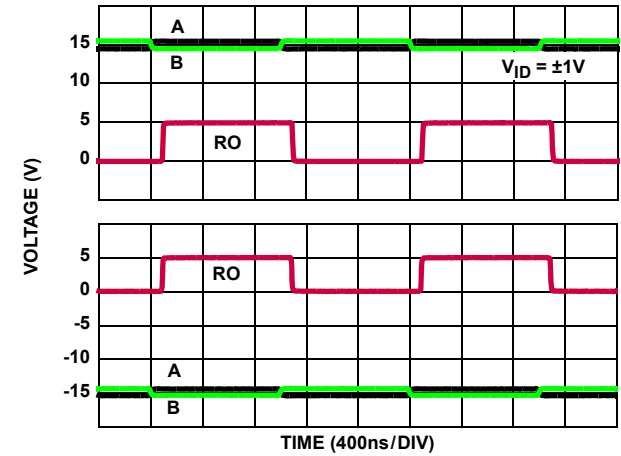 A
15
B
V_ID = ±1V
10
5
RO
0
VOLTAGE (V)
5
RO
0
-5
-10
A
-15
B
TIME (400ns/DIV)